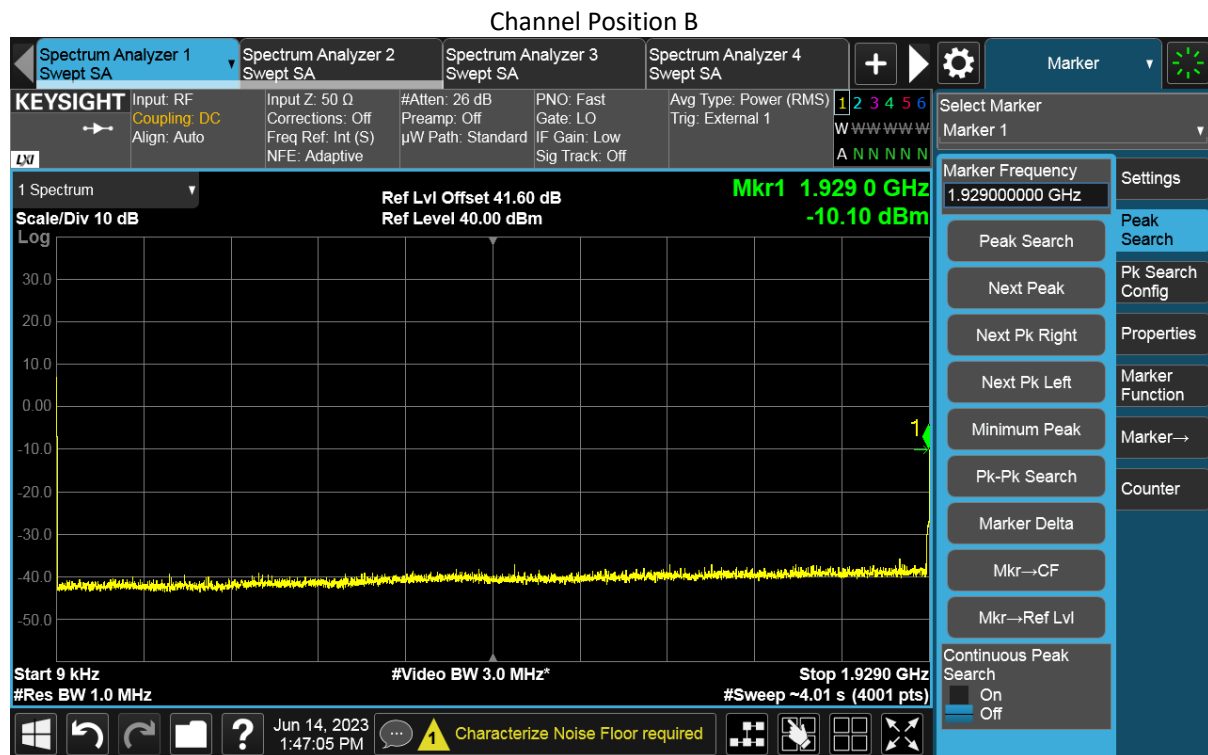 Channel Position B
Spectrum Analyzer 1
Swept SA
Spectrum Analyzer 2
Swept SA
Spectrum Analyzer 3
Swept SA
Spectrum Analyzer 4
Swept SA
Marker
KEYSIGHT
LXI
Input: RF
Coupling: DC
Align: Auto
Input Z: 50 Ω
Corrections: Off
Freq Ref: Int (S)
NFE: Adaptive
#Atten: 26 dB
Preamp: Off
µW Path: Standard
PNO: Fast
Gate: LO
IF Gain: Low
Sig Track: Off
Avg Type: Power (RMS)
Trig: External 1
1 2 3 4 5 6
W W W W W W
A N N N N N
Select Marker
Marker 1
1 Spectrum
Scale/Div 10 dB
Log
Ref Lvl Offset 41.60 dB
Ref Level 40.00 dBm
Mkr1 1.929 0 GHz
-10.10 dBm
30.0
20.0
10.0
0.00
-10.0
-20.0
-30.0
-40.0
-50.0
1
Start 9 kHz
#Res BW 1.0 MHz
#Video BW 3.0 MHz*
Stop 1.9290 GHz
#Sweep ~4.01 s (4001 pts)
Marker Frequency
1.929000000 GHz
Peak Search
Next Peak
Next Pk Right
Next Pk Left
Minimum Peak
Pk-Pk Search
Marker Delta
Mkr→CF
Mkr→Ref Lvl
Continuous Peak
Search
On
Off
Settings
Peak
Search
Pk Search
Config
Properties
Marker
Function
Marker→
Counter
?
Jun 14, 2023
1:47:05 PM
1
Characterize Noise Floor required